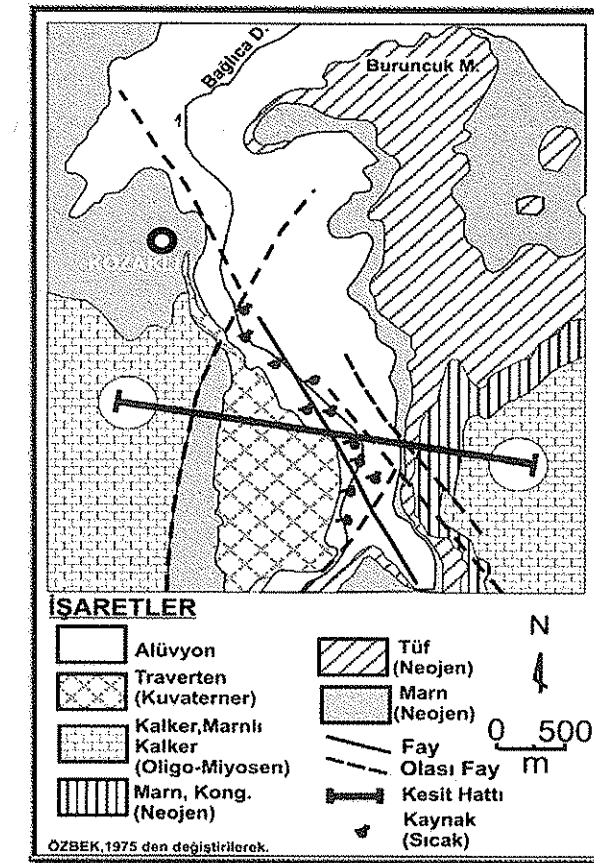 Bağlıca D.
Buruncuk M.
KOZAKLI
İŞARETLER
Alüvyon
Traverten
(Kuvaterner)
Kalker,Marnlı
Kalker
(Oligo-Miyosen)
Marn, Kong.
(Neojen)
Tüf
(Neojen)
Marn
(Neojen)
Fay
Olası Fay
Kesit Hattı
Kaynak
(Sıcak)
N
0 500
m
ÖZBEK,1975 den değiştirilerek.